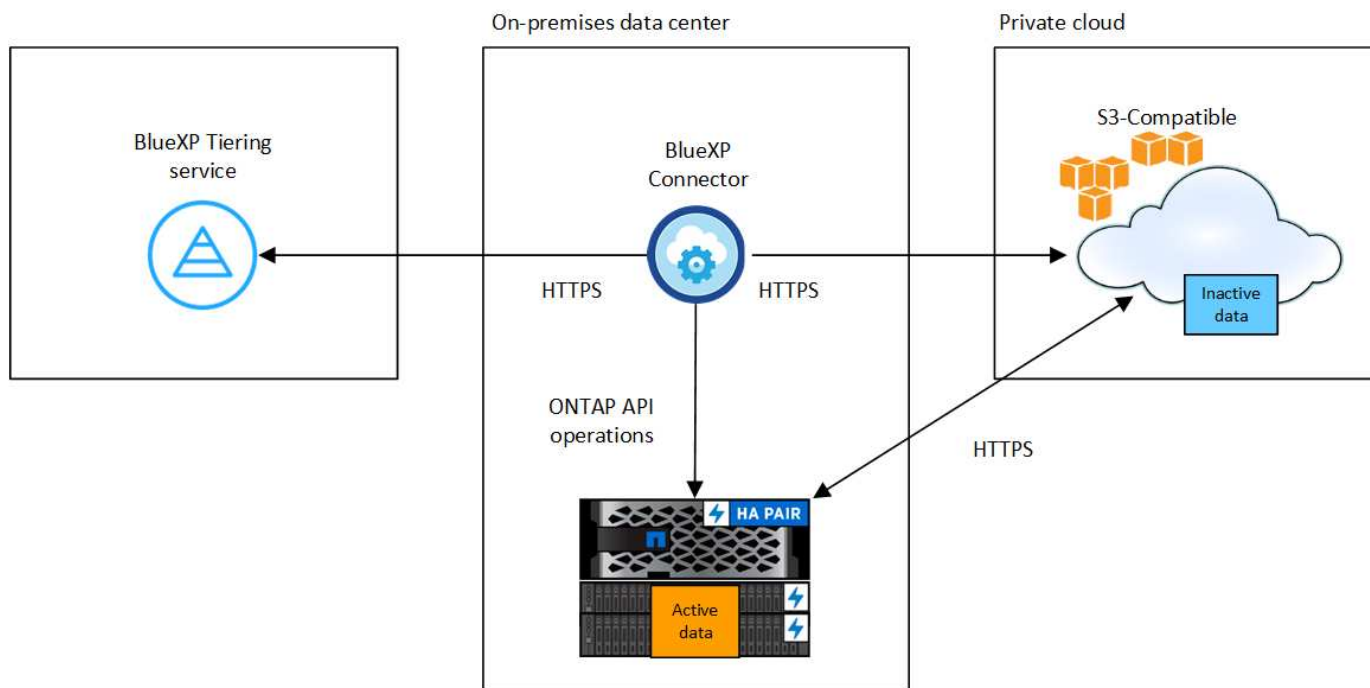 On-premises data center
Private cloud
BlueXP Tiering
service
BlueXP
Connector
S3-Compatible
HTTPS
HTTPS
Inactive
data
ONTAP API
operations
HTTPS
HA PAIR
Active
data